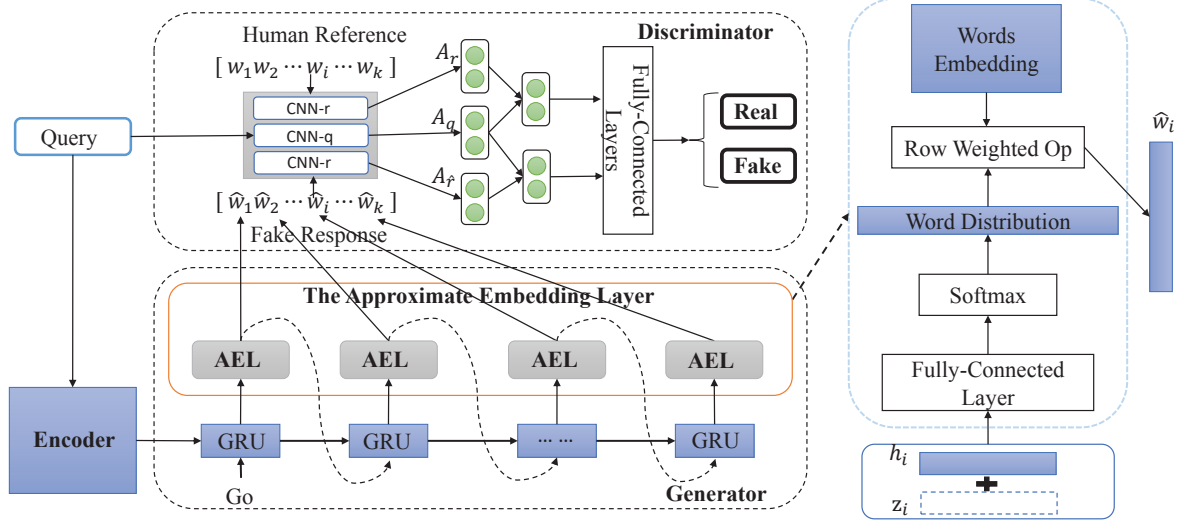 Human Reference
Discriminator
[ w₁w₂ ⋯ wᵢ ⋯ wₖ ]
Query
CNN-r
CNN-q
CNN-r
Aᵣ
A_q
A_r̂
Fully-Connected
Layers
Real
Fake
[ ŵ₁ŵ₂ ⋯ ŵᵢ ⋯ ŵₖ ]
Fake Response
The Approximate Embedding Layer
AEL
AEL
AEL
AEL
Encoder
GRU
GRU
... ...
GRU
Go
Generator
Words
Embedding
Row Weighted Op
ŵᵢ
Word Distribution
Softmax
Fully-Connected
Layer
hᵢ
+
zᵢ